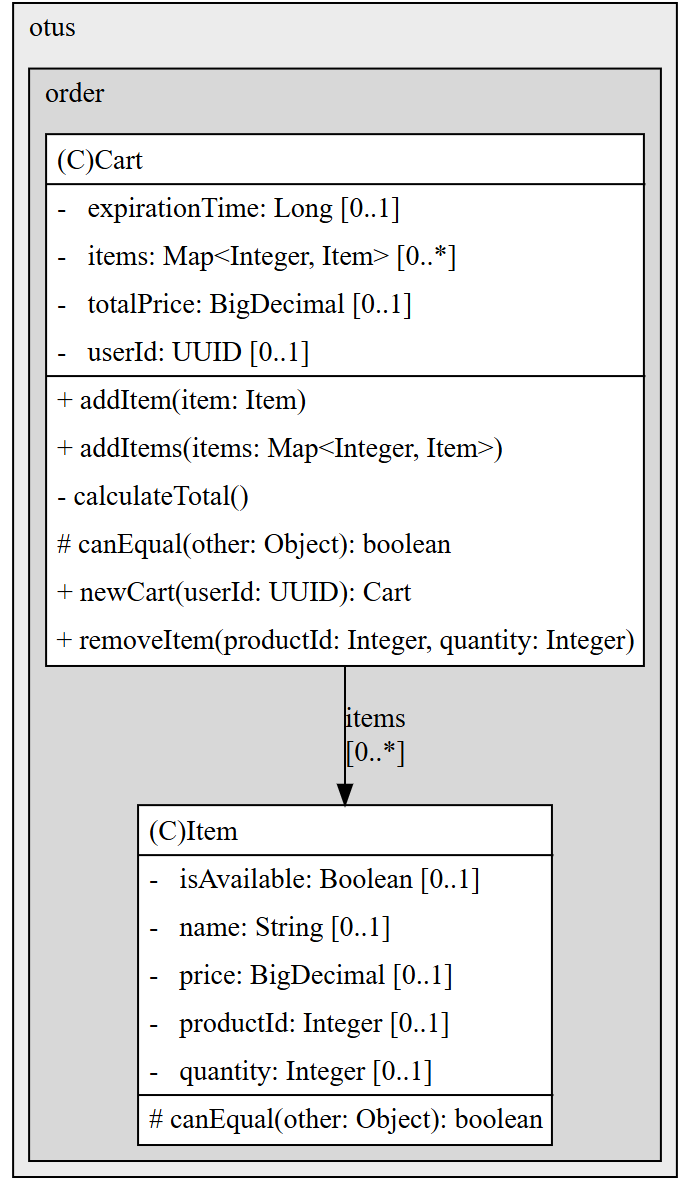 otus
order
(C)Cart
- expirationTime: Long [0..1]
- items: Map<Integer, Item> [0..*]
- totalPrice: BigDecimal [0..1]
- userId: UUID [0..1]
+ addItem(item: Item)
+ addItems(items: Map<Integer, Item>)
- calculateTotal()
# canEqual(other: Object): boolean
+ newCart(userId: UUID): Cart
+ removeItem(productId: Integer, quantity: Integer)
items
[0..*]
(C)Item
- isAvailable: Boolean [0..1]
- name: String [0..1]
- price: BigDecimal [0..1]
- productId: Integer [0..1]
- quantity: Integer [0..1]
# canEqual(other: Object): boolean